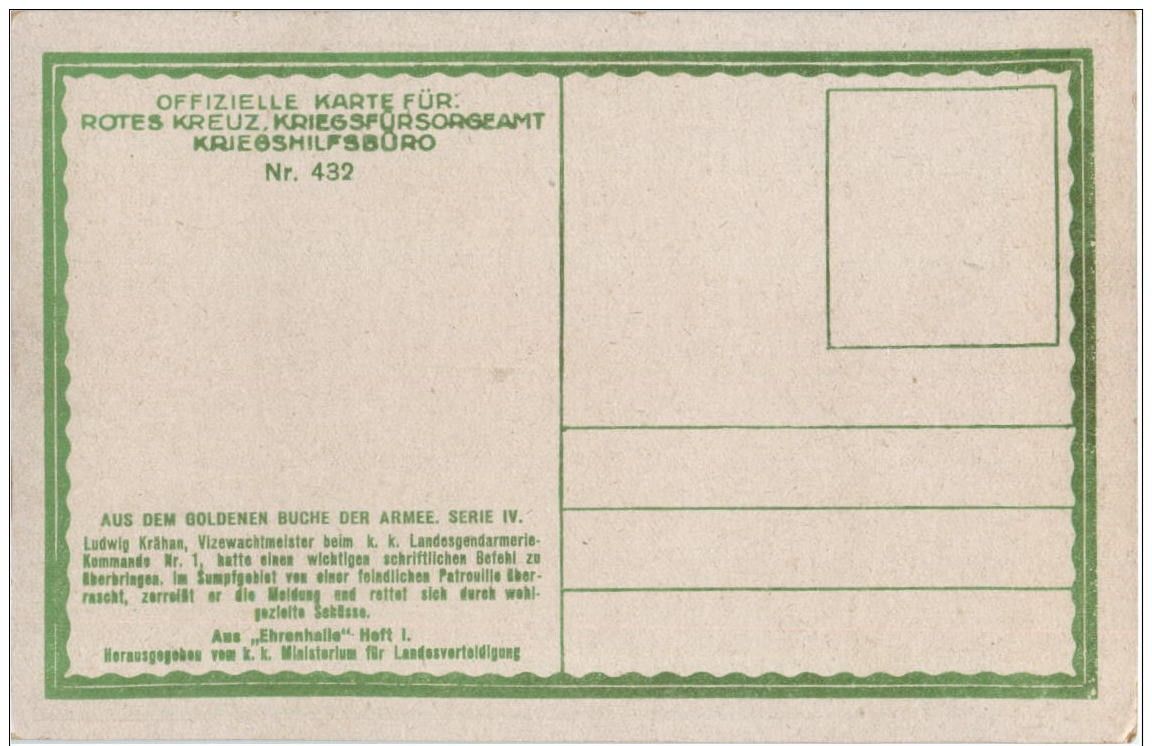 OFFIZIELLE KARTE FÜR:
ROTES KREUZ, KRIEGSFÜRSORGEAMT
KRIEGSHILFSBÜRO
Nr. 432
AUS DEM GOLDENEN BUCHE DER ARMEE. SERIE IV.
Ludwig Krähan, Vizewachtmeister beim k. k. Landesgendarmerie-
Kommando Nr. 1, hatte einen wichtigen schriftlichen Befehl zu
überbringen. Im Sumpfgebiet von einer feindlichen Patrouille über-
rascht, zerreißt er die Meldung und rettet sich durch wohl-
gezielte Schüsse.
Aus „Ehrenhalle“ Heft I.
Herausgegeben vom k. k. Ministerium für Landesverteidigung